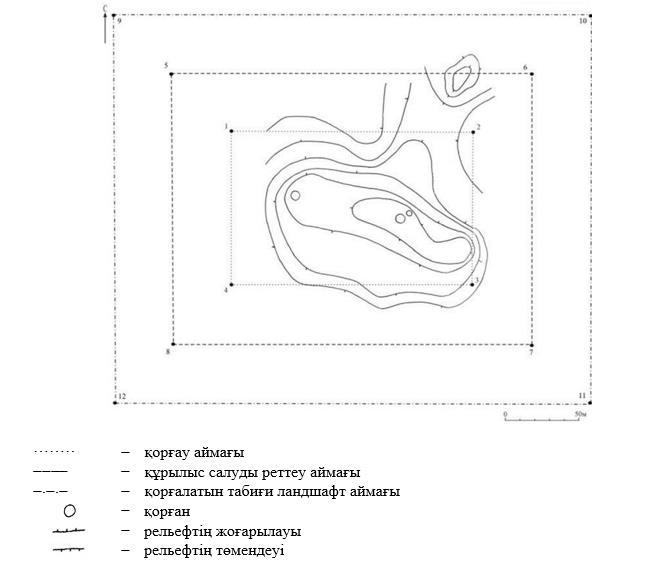 С
9
10
5
6
1
2
4
3
8
7
12
11
0 50м
– қорғау аймағы
– құрылыс салуды реттеу аймағы
– қорғалатын табиғи ландшафт аймағы
– қорған
– рельефтің жоғарылауы
– рельефтің төмендеуі